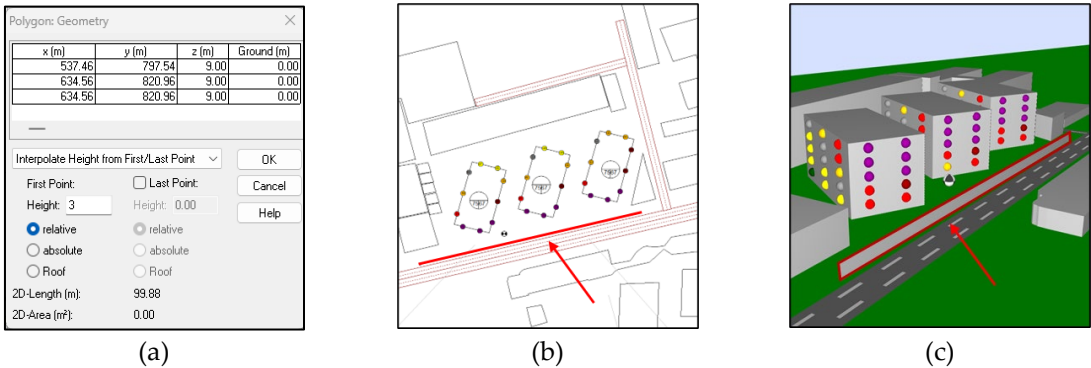 Polygon: Geometry
x (m) y (m) z (m) Ground (m)
537.46 797.54 9.00 0.00
634.56 820.96 9.00 0.00
634.56 820.96 9.00 0.00
Interpolate Height from First/Last Point
OK
First Point: Last Point:
Cancel
Height: 3 Height: 0.00
Help
relative relative
absolute absolute
Roof Roof
2D-Length (m): 99.88
2D-Area (m²): 0.00
(a) (b) (c)